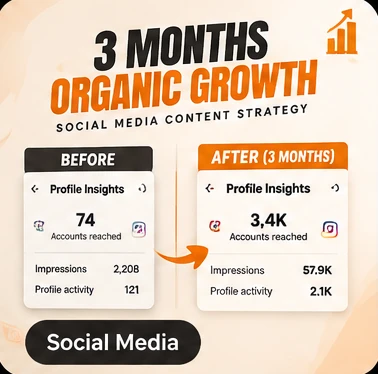 3 MONTHS
ORGANIC GROWTH
SOCIAL MEDIA CONTENT STRATEGY
BEFORE
Profile Insights
74
Accounts reached
Impressions 2,20B
Profile activity 121
AFTER (3 MONTHS)
Profile Insights
3,4K
Accounts reached
Impressions 57.9K
Profile activity 2.1K
Social Media